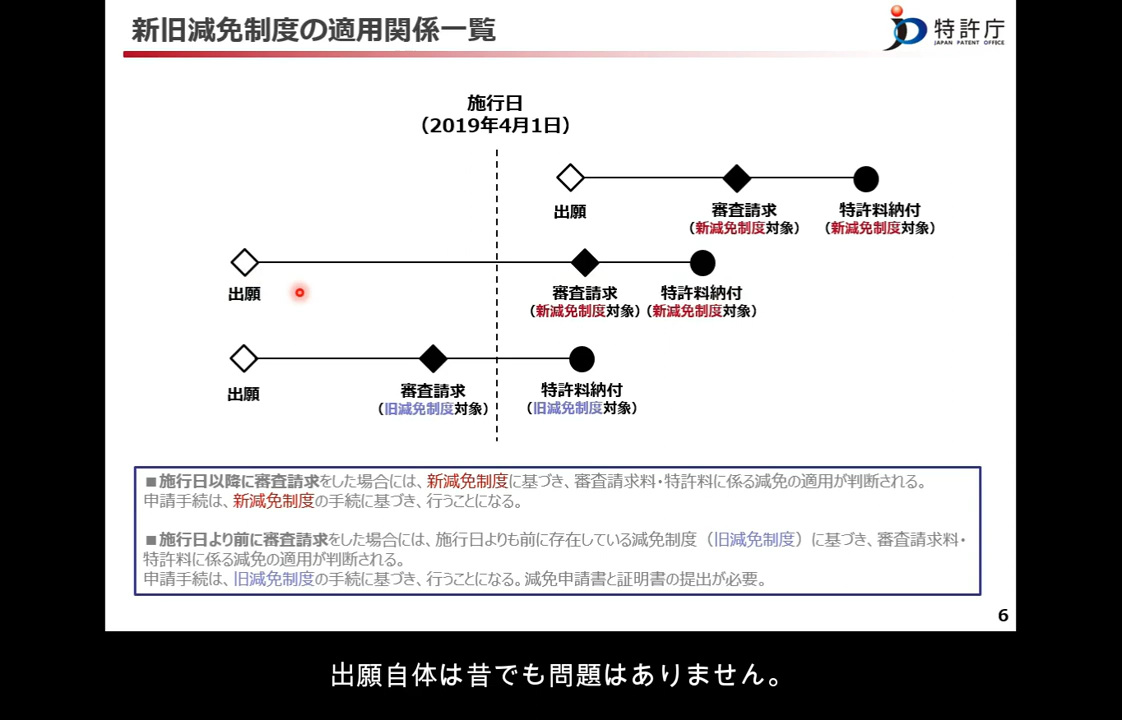 新旧減免制度の適用関係一覧
特許庁
JAPAN PATENT OFFICE
施行日
（2019年4月1日）
出願
審査請求
（新減免制度対象）
特許料納付
（新減免制度対象）
出願
審査請求
（新減免制度対象）
特許料納付
（新減免制度対象）
出願
審査請求
（旧減免制度対象）
特許料納付
（旧減免制度対象）
■施行日以降に審査請求をした場合には、新減免制度に基づき、審査請求料・特許料に係る減免の適用が判断される。
申請手続は、新減免制度の手続に基づき、行うことになる。
■施行日より前に審査請求をした場合には、施行日よりも前に存在している減免制度（旧減免制度）に基づき、審査請求料・
特許料に係る減免の適用が判断される。
申請手続は、旧減免制度の手続に基づき、行うことになる。減免申請書と証明書の提出が必要。
6
出願自体は昔でも問題はありません。